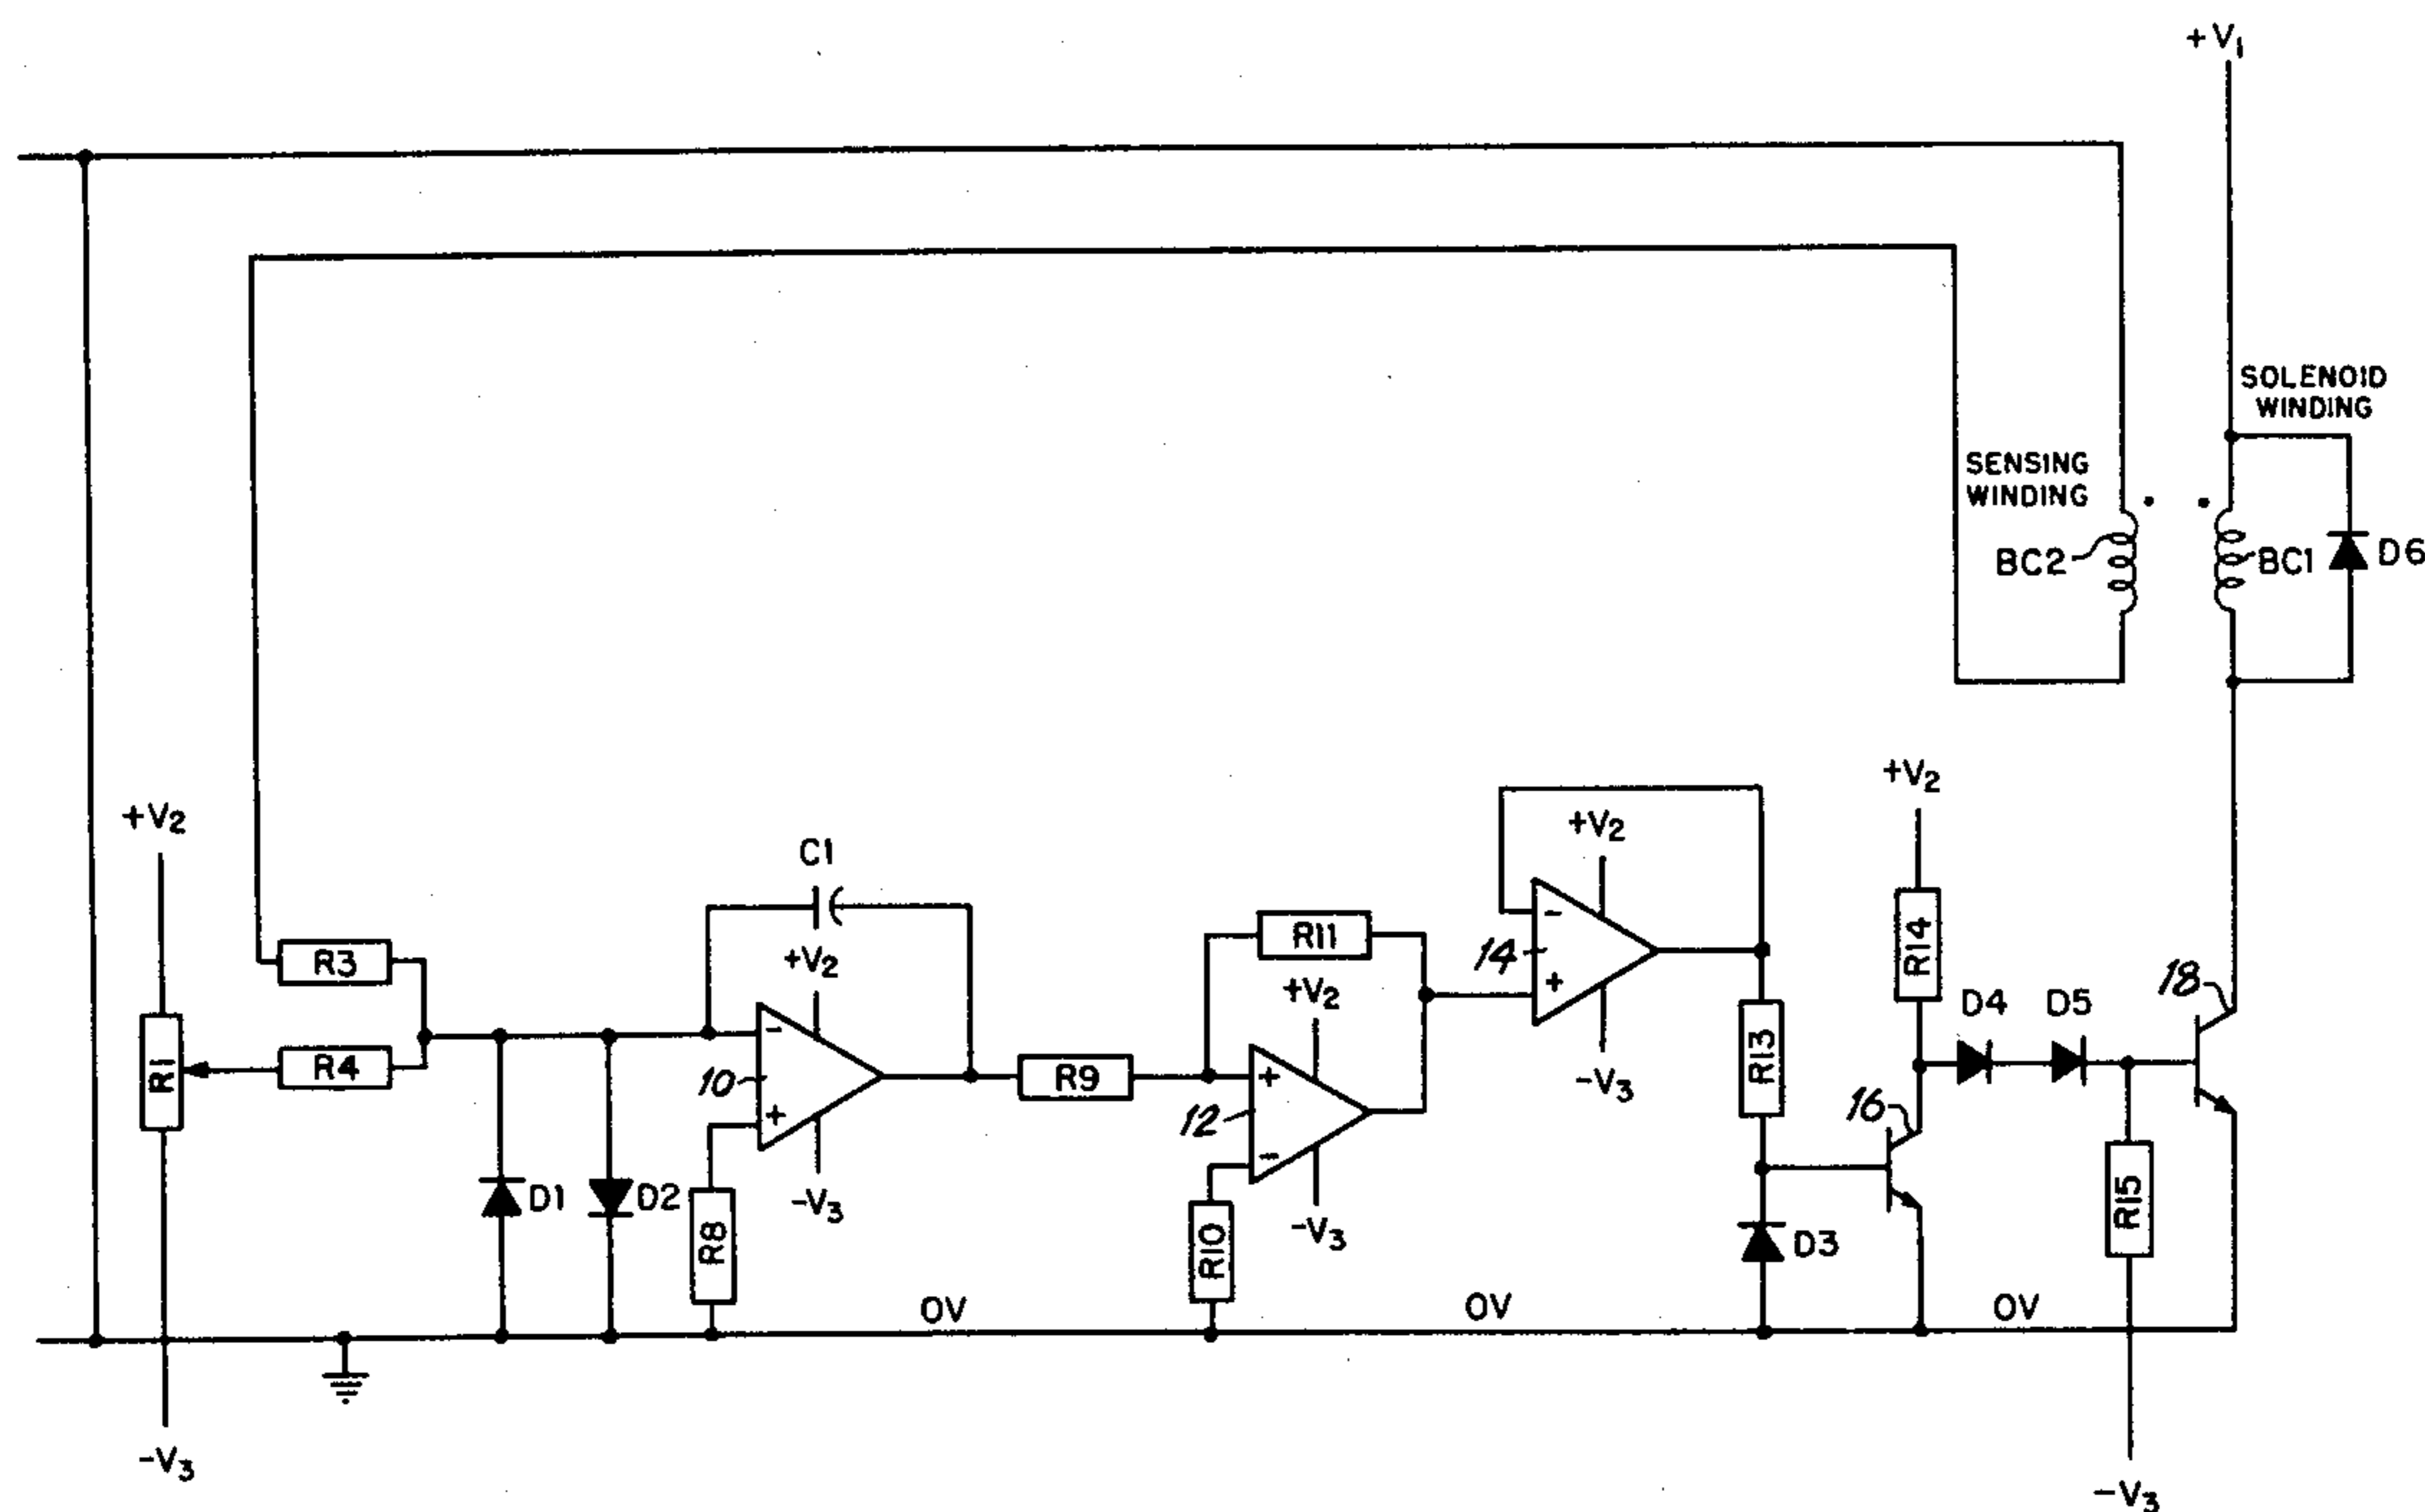 +V1
SOLENOID
WINDING
SENSING
WINDING
BC2
BC1
D6
+V2
+V2
+V2
C1
+V2
R3
R11
14
R14
18
+V2
D4
D5
R1
R4
10
R9
12
R13
-V3
16
D1
D2
R8
-V3
R10
-V3
D3
R15
0V
0V
0V
-V3
-V3